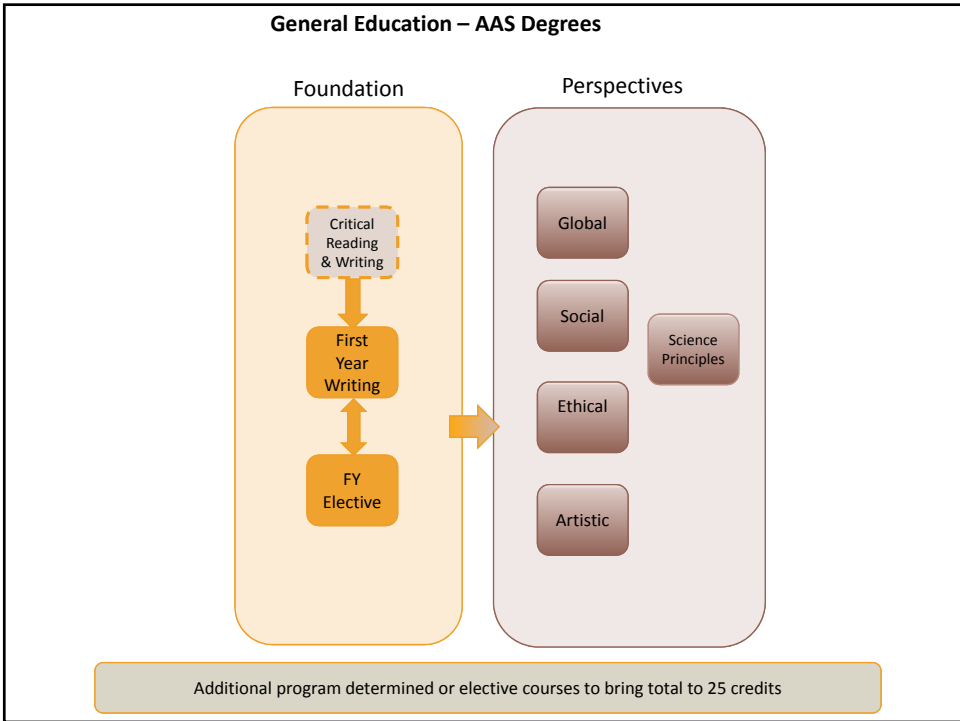 General Education – AAS Degrees
Foundation
Critical
Reading
& Writing
First
Year
Writing
FY
Elective
Perspectives
Global
Social
Ethical
Artistic
Science
Principles
Additional program determined or elective courses to bring total to 25 credits